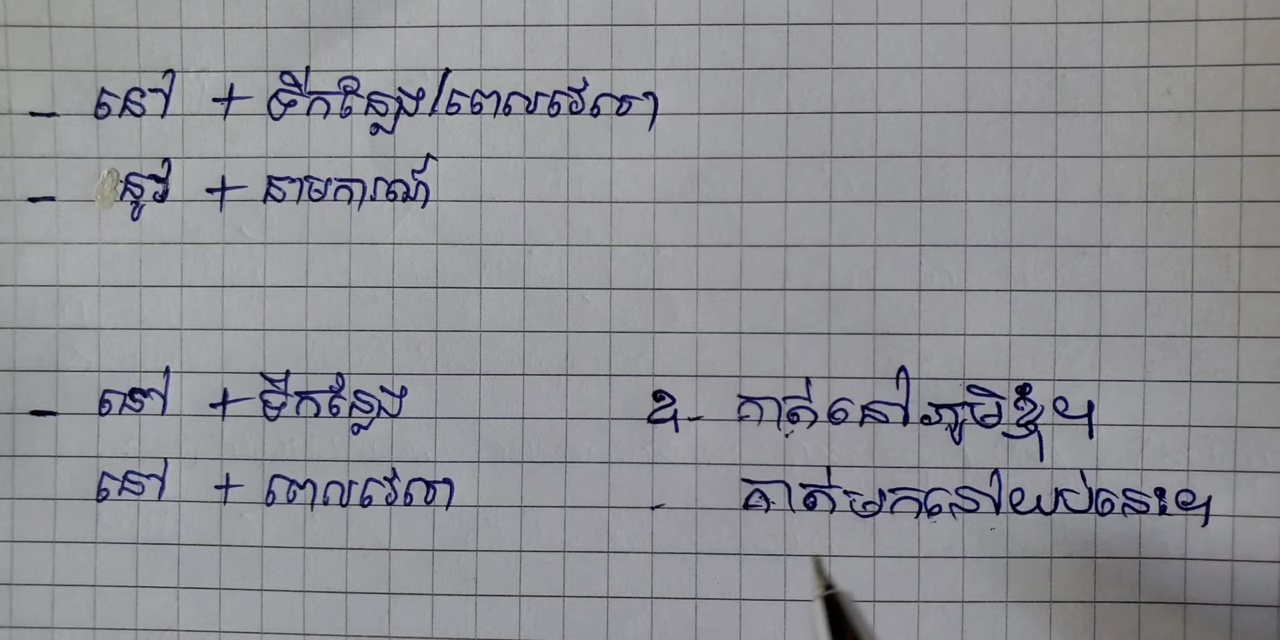 - នៅ + ទីកន្លែង/ពេលវេលា
- នូវ + នាមការណ៍
- នៅ + ទីកន្លែង ឧ- គាត់នៅភូមិខ្ញុំ។
នៅ + ពេលវេលា - គាត់មកនៅយប់នេះ។